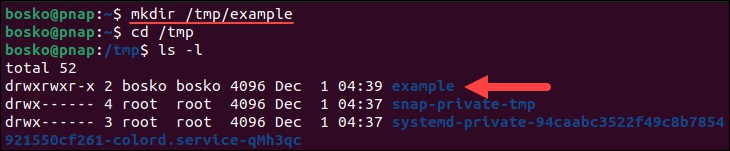 bosko@pnap:~$ mkdir /tmp/example
bosko@pnap:~$ cd /tmp
bosko@pnap:/tmp$ ls -l
total 52
drwxrwxr-x 2 bosko bosko 4096 Dec  1 04:39 example
drwx------ 4 root  root  4096 Dec  1 04:37 snap-private-tmp
drwx------ 3 root  root  4096 Dec  1 04:37 systemd-private-94caabc3522f49c8b7854
921550cf261-colord.service-qMh3qc